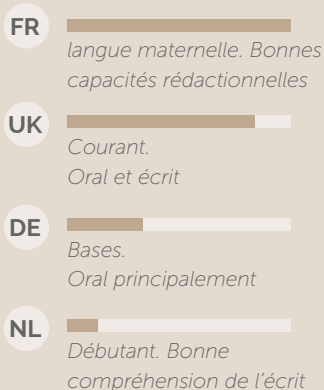 FR
langue maternelle. Bonnes
capacités rédactionnelles
UK
Courant.
Oral et écrit
DE
Bases.
Oral principalement
NL
Débutant. Bonne
compréhension de l’écrit